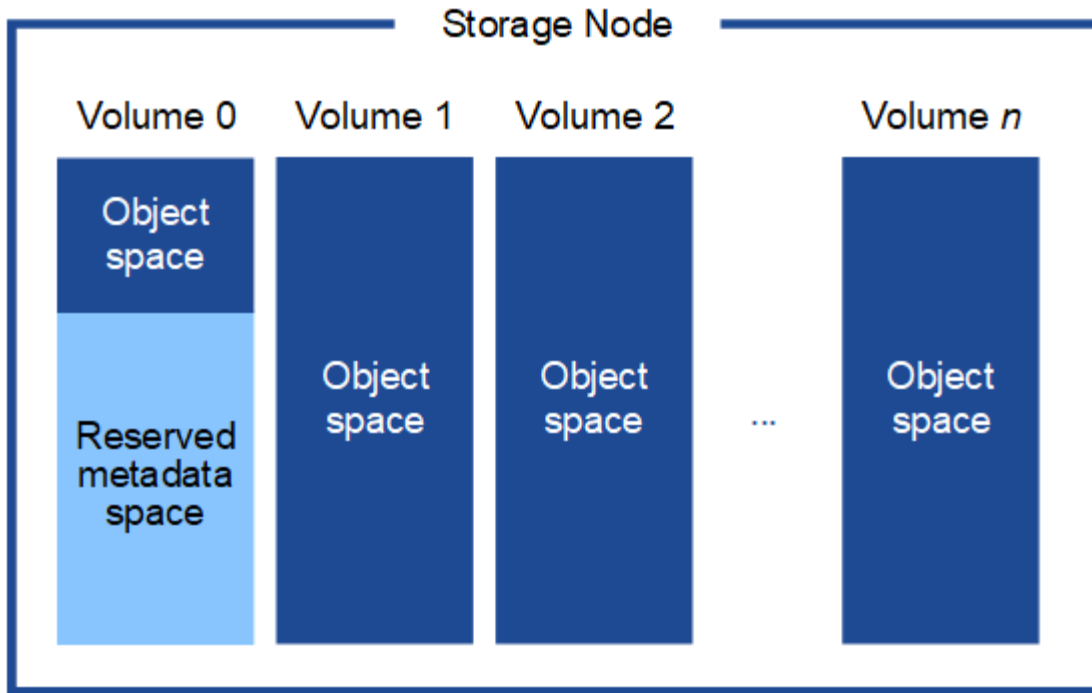 Storage Node
Volume 0
Volume 1
Volume 2
Volume n
Object
space
Reserved
metadata
space
Object
space
Object
space
...
Object
space